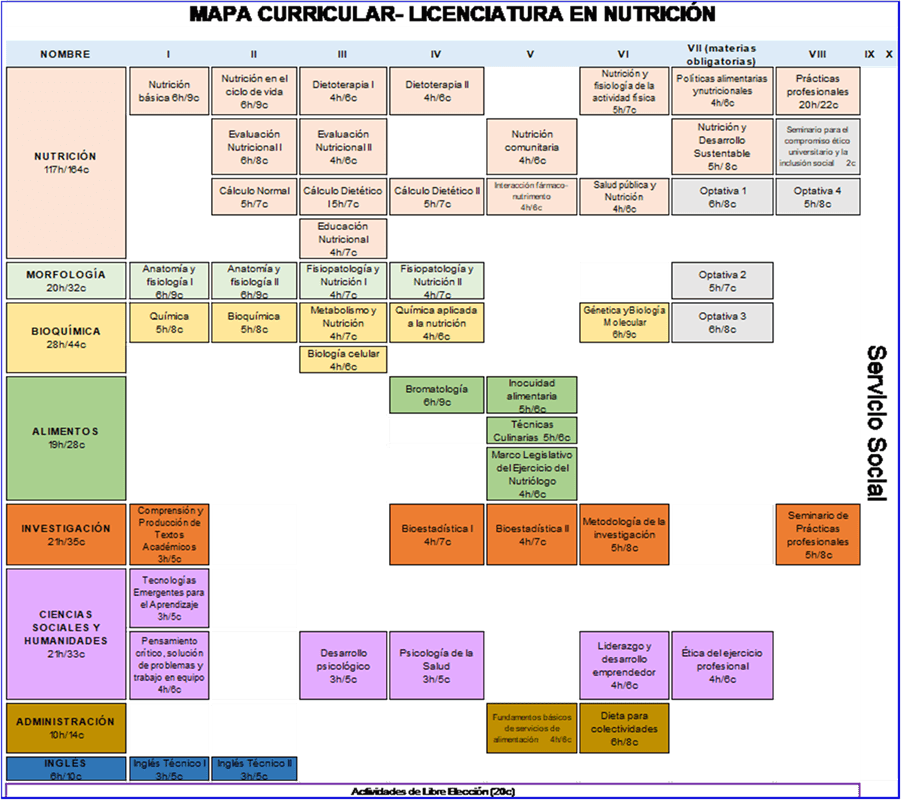 MAPA CURRICULAR- LICENCIATURA EN NUTRICIÓN
NOMBRE
I
II
III
IV
V
VI
VII (materias
obligatorias)
VIII
IX
X
NUTRICIÓN
117h/164c
Nutrición
básica 6h/9c
Nutrición en el
ciclo de vida
6h/9c
Dietoterapia I
4h/6c
Dietoterapia II
4h/6c
Nutrición y
fisiología de la
actividad física
5h/7c
Políticas alimentarias
ynutricionales
4h/6c
Prácticas
profesionales
20h/22c
Evaluación
Nutricional I
6h/8c
Evaluación
Nutricional II
4h/6c
Nutrición
comunitaria
4h/6c
Nutrición y
Desarrollo
Sustentable
5h/ 8c
Seminario para el
compromiso ético
universitario y la
inclusión social 2c
Cálculo Normal
5h/7c
Cálculo Dietético
I 5h/7c
Cálculo Dietético II
5h/7c
Interacción fármaco-
nutrimento
4h/6c
Salud pública y
Nutrición
4h/6c
Optativa 1
6h/8c
Optativa 4
5h/8c
Educación
Nutricional
4h/7c
MORFOLOGÍA
20h/32c
Anatomía y
fisiología I
6h/9c
Anatomía y
fisiología II
6h/9c
Fisiopatología y
Nutrición I
4h/7c
Fisiopatología y
Nutrición II
4h/7c
Optativa 2
5h/7c
BIOQUÍMICA
28h/44c
Química
5h/8c
Bioquímica
5h/8c
Metabolismo y
Nutrición
4h/7c
Química aplicada
a la nutrición
4h/6c
Génetica yBiología
Molecular
6h/9c
Optativa 3
6h/8c
Biología celular
4h/6c
ALIMENTOS
19h/28c
Bromatología
6h/9c
Inocuidad
alimentaria
5h/6c
Técnicas
Culinarias 5h/6c
Marco Legislativo
del Ejercicio del
Nutriólogo
4h/6c
Servicio Social
INVESTIGACIÓN
21h/35c
Comprensión y
Producción de
Textos
Académicos
3h/5c
Bioestadística I
4h/7c
Bioestadística II
4h/7c
Metodología de la
investigación
5h/8c
Seminario de
Prácticas
profesionales
5h/8c
CIENCIAS
SOCIALES Y
HUMANIDADES
21h/33c
Tecnologías
Emergentes para
el Aprendizaje
3h/5c
Pensamiento
crítico, solución
de problemas y
trabajo en equipo
4h/6c
Desarrollo
psicológico
3h/5c
Psicología de la
Salud
3h/5c
Liderazgo y
desarrollo
emprendedor
4h/6c
Ética del ejercicio
profesional
4h/6c
ADMINISTRACIÓN
10h/14c
Fundamentos básicos
de servicios de
alimentación 4h/6c
Dieta para
colectividades
6h/8c
INGLÉS
6h/10c
Inglés Técnico I
3h/5c
Inglés Técnico II
3h/5c
Actividades de Libre Elección (20c)